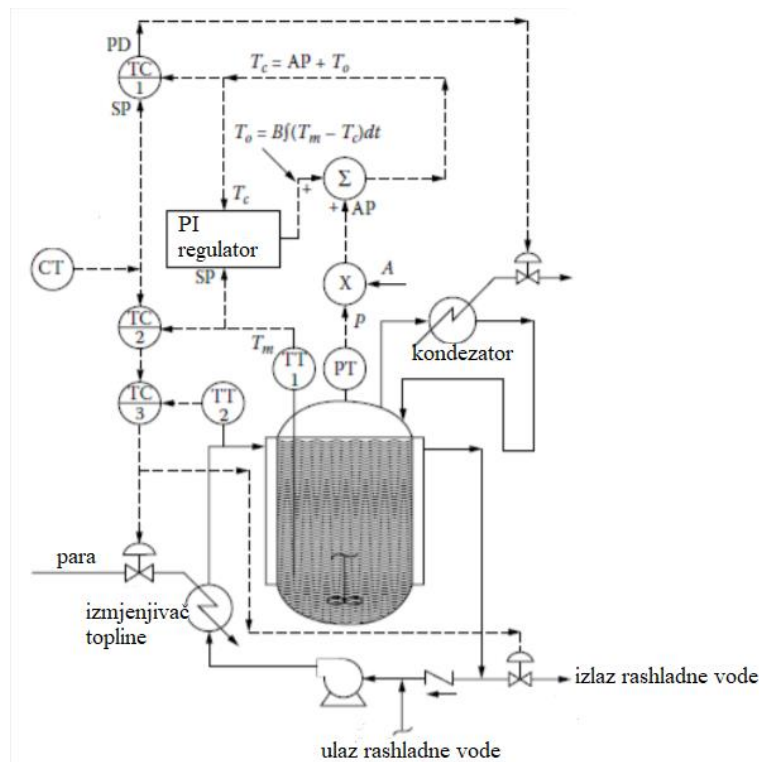 PD
TC
1
SP
T_c = AP + T_o
T_o = B∫(T_m − T_c)dt
Σ
+
+
AP
T_c
PI
regulator
SP
CT
X
A
P
TC
2
T_m
TT
1
PT
kondezator
TC
3
TT
2
para
izmjenjivač
topline
izlaz rashladne vode
ulaz rashladne vode